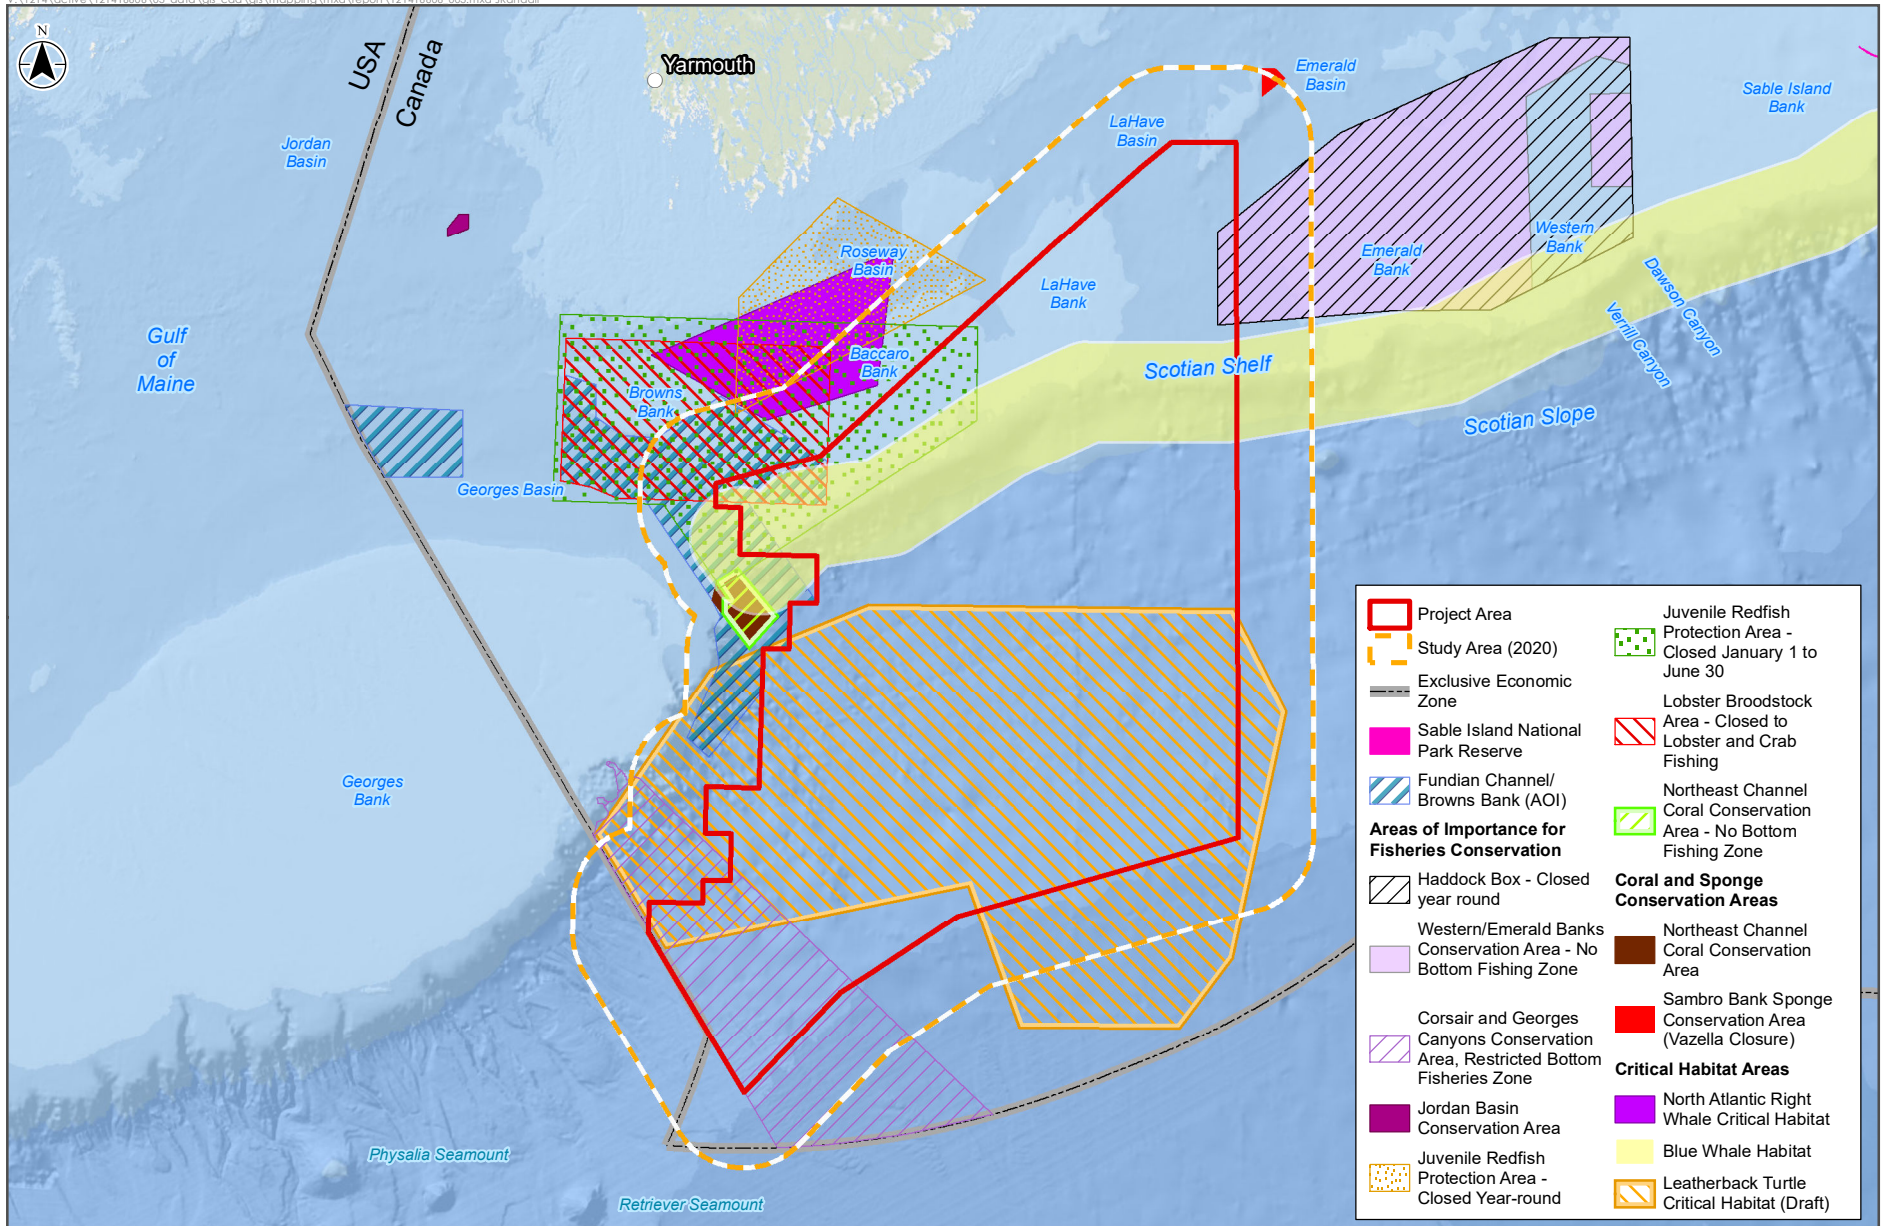 N
USA
Canada
Yarmouth
Emerald
Basin
Sable Island
Bank
LaHave
Basin
Jordan
Basin
Roseway
Basin
Western
Bank
Emerald
Bank
Dawson Canyon
Verrill Canyon
LaHave
Bank
Gulf
of
Maine
Baccaro
Bank
Scotian Shelf
Browns
Bank
Scotian Slope
Georges Basin
Georges
Bank
Physalia Seamount
Retriever Seamount
Project Area
Study Area (2020)
Exclusive Economic
Zone
Sable Island National
Park Reserve
Fundian Channel/
Browns Bank (AOI)
Areas of Importance for
Fisheries Conservation
Haddock Box - Closed
year round
Western/Emerald Banks
Conservation Area - No
Bottom Fishing Zone
Corsair and Georges
Canyons Conservation
Area, Restricted Bottom
Fisheries Zone
Jordan Basin
Conservation Area
Juvenile Redfish
Protection Area -
Closed Year-round
Juvenile Redfish
Protection Area -
Closed January 1 to
June 30
Lobster Broodstock
Area - Closed to
Lobster and Crab
Fishing
Northeast Channel
Coral Conservation
Area - No Bottom
Fishing Zone
Coral and Sponge
Conservation Areas
Northeast Channel
Coral Conservation
Area
Sambro Bank Sponge
Conservation Area
(Vazella Closure)
Critical Habitat Areas
North Atlantic Right
Whale Critical Habitat
Blue Whale Habitat
Leatherback Turtle
Critical Habitat (Draft)